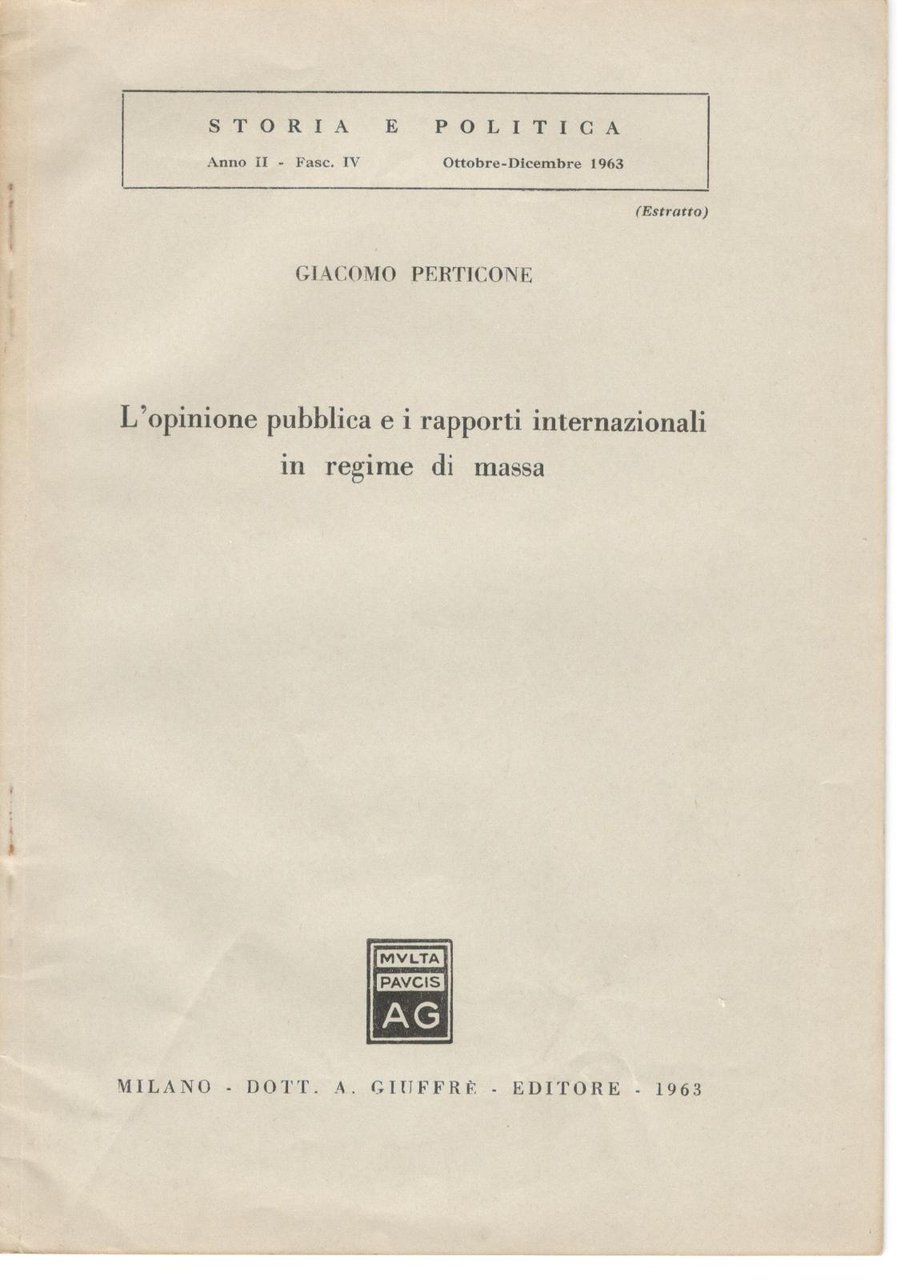 STORIA E POLITICA
Anno II - Fasc. IV Ottobre-Dicembre 1963
(Estratto)
GIACOMO PERTICONE
L'opinione pubblica e i rapporti internazionali
in regime di massa
MVLTA
PAVCIS
AG
MILANO - DOTT. A. GIUFFRÈ - EDITORE - 1963